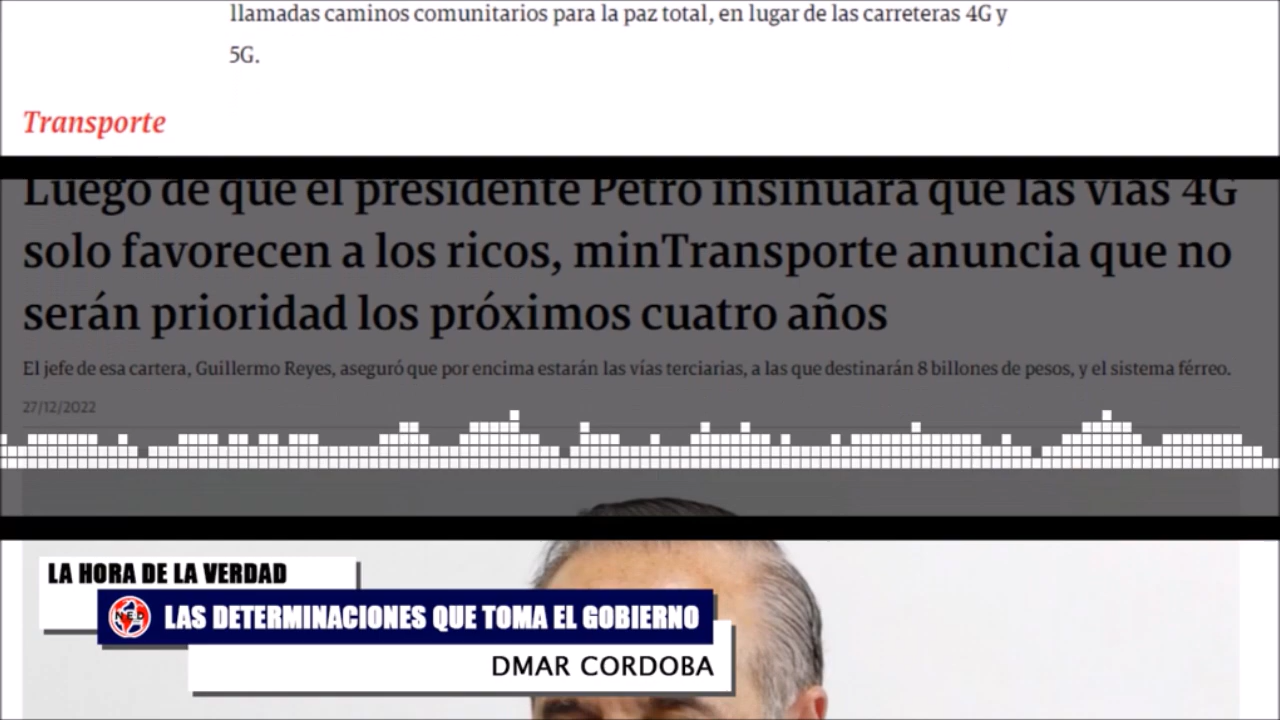 llamadas caminos comunitarios para la paz total, en lugar de las carreteras 4G y
5G.
Transporte
Luego de que el presidente Petro insinuara que las vías 4G
solo favorecen a los ricos, minTransporte anuncia que no
serán prioridad los próximos cuatro años
El jefe de esa cartera, Guillermo Reyes, aseguró que por encima estarán las vías terciarias, a las que destinarán 8 billones de pesos, y el sistema férreo.
27/12/2022
LA HORA DE LA VERDAD
LAS DETERMINACIONES QUE TOMA EL GOBIERNO
DMAR CORDOBA